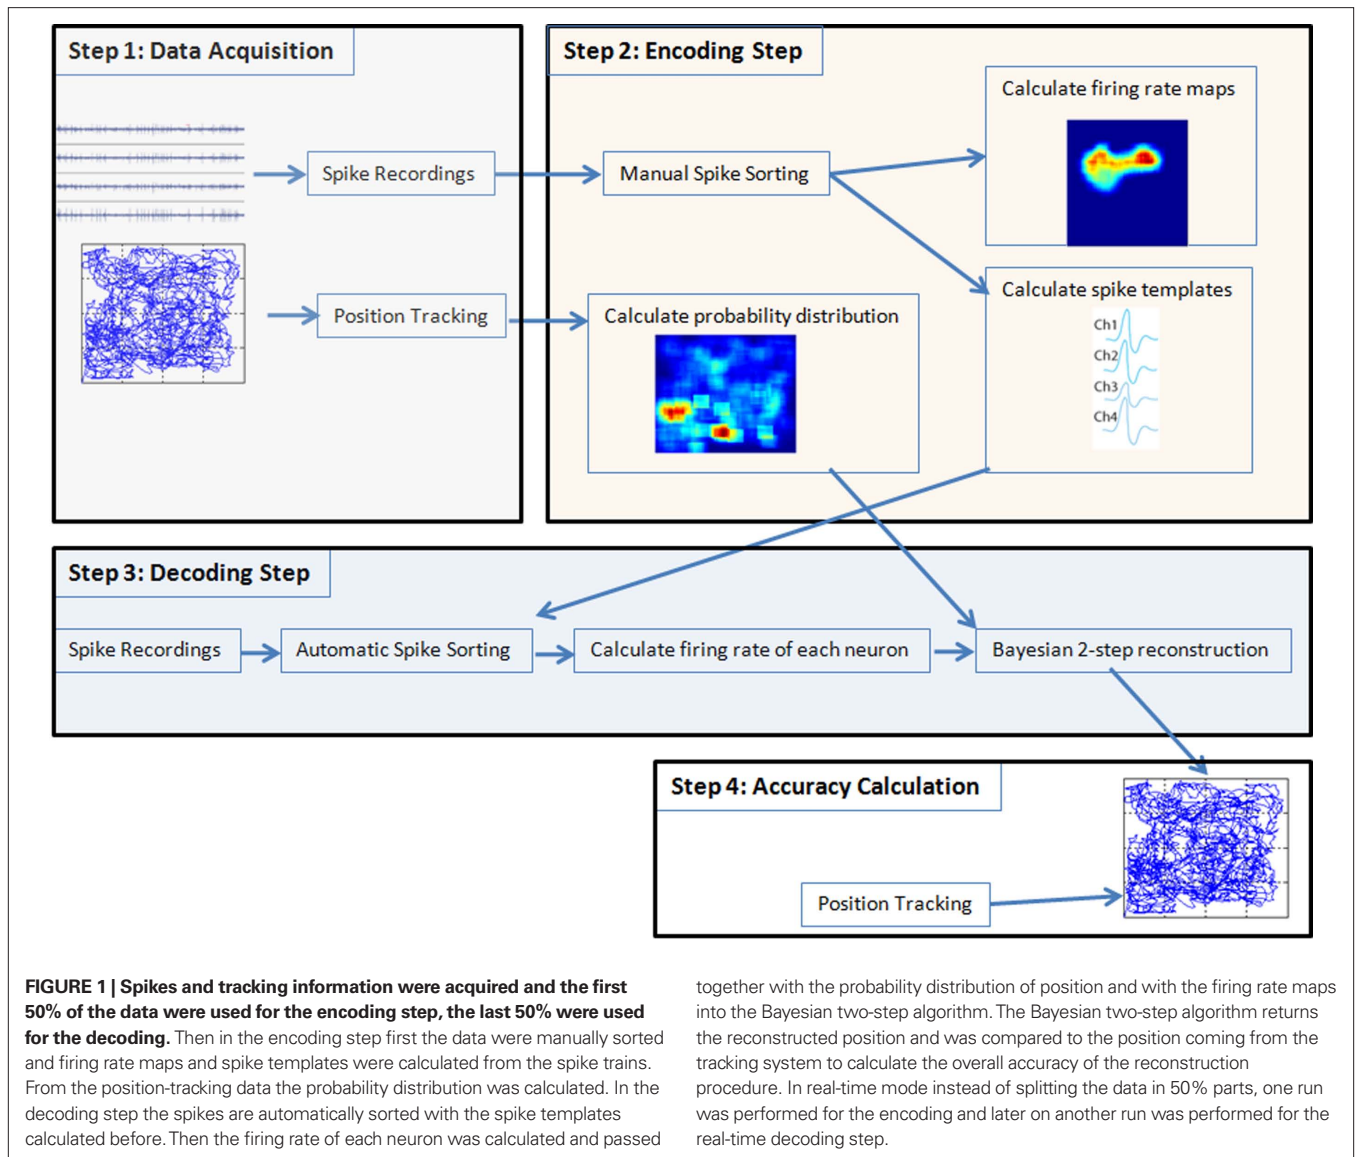 Step 1: Data Acquisition
Spike Recordings
Position Tracking
Step 2: Encoding Step
Manual Spike Sorting
Calculate firing rate maps
Calculate probability distribution
Calculate spike templates
Ch1
Ch2
Ch3
Ch4
Step 3: Decoding Step
Spike Recordings
Automatic Spike Sorting
Calculate firing rate of each neuron
Bayesian 2-step reconstruction
Step 4: Accuracy Calculation
Position Tracking
FIGURE 1 | Spikes and tracking information were acquired and the first
50% of the data were used for the encoding step, the last 50% were used
for the decoding. Then in the encoding step first the data were manually sorted
and firing rate maps and spike templates were calculated from the spike trains.
From the position-tracking data the probability distribution was calculated. In the
decoding step the spikes are automatically sorted with the spike templates
calculated before. Then the firing rate of each neuron was calculated and passed
together with the probability distribution of position and with the firing rate maps
into the Bayesian two-step algorithm. The Bayesian two-step algorithm returns
the reconstructed position and was compared to the position coming from the
tracking system to calculate the overall accuracy of the reconstruction
procedure. In real-time mode instead of splitting the data in 50% parts, one run
was performed for the encoding and later on another run was performed for the
real-time decoding step.